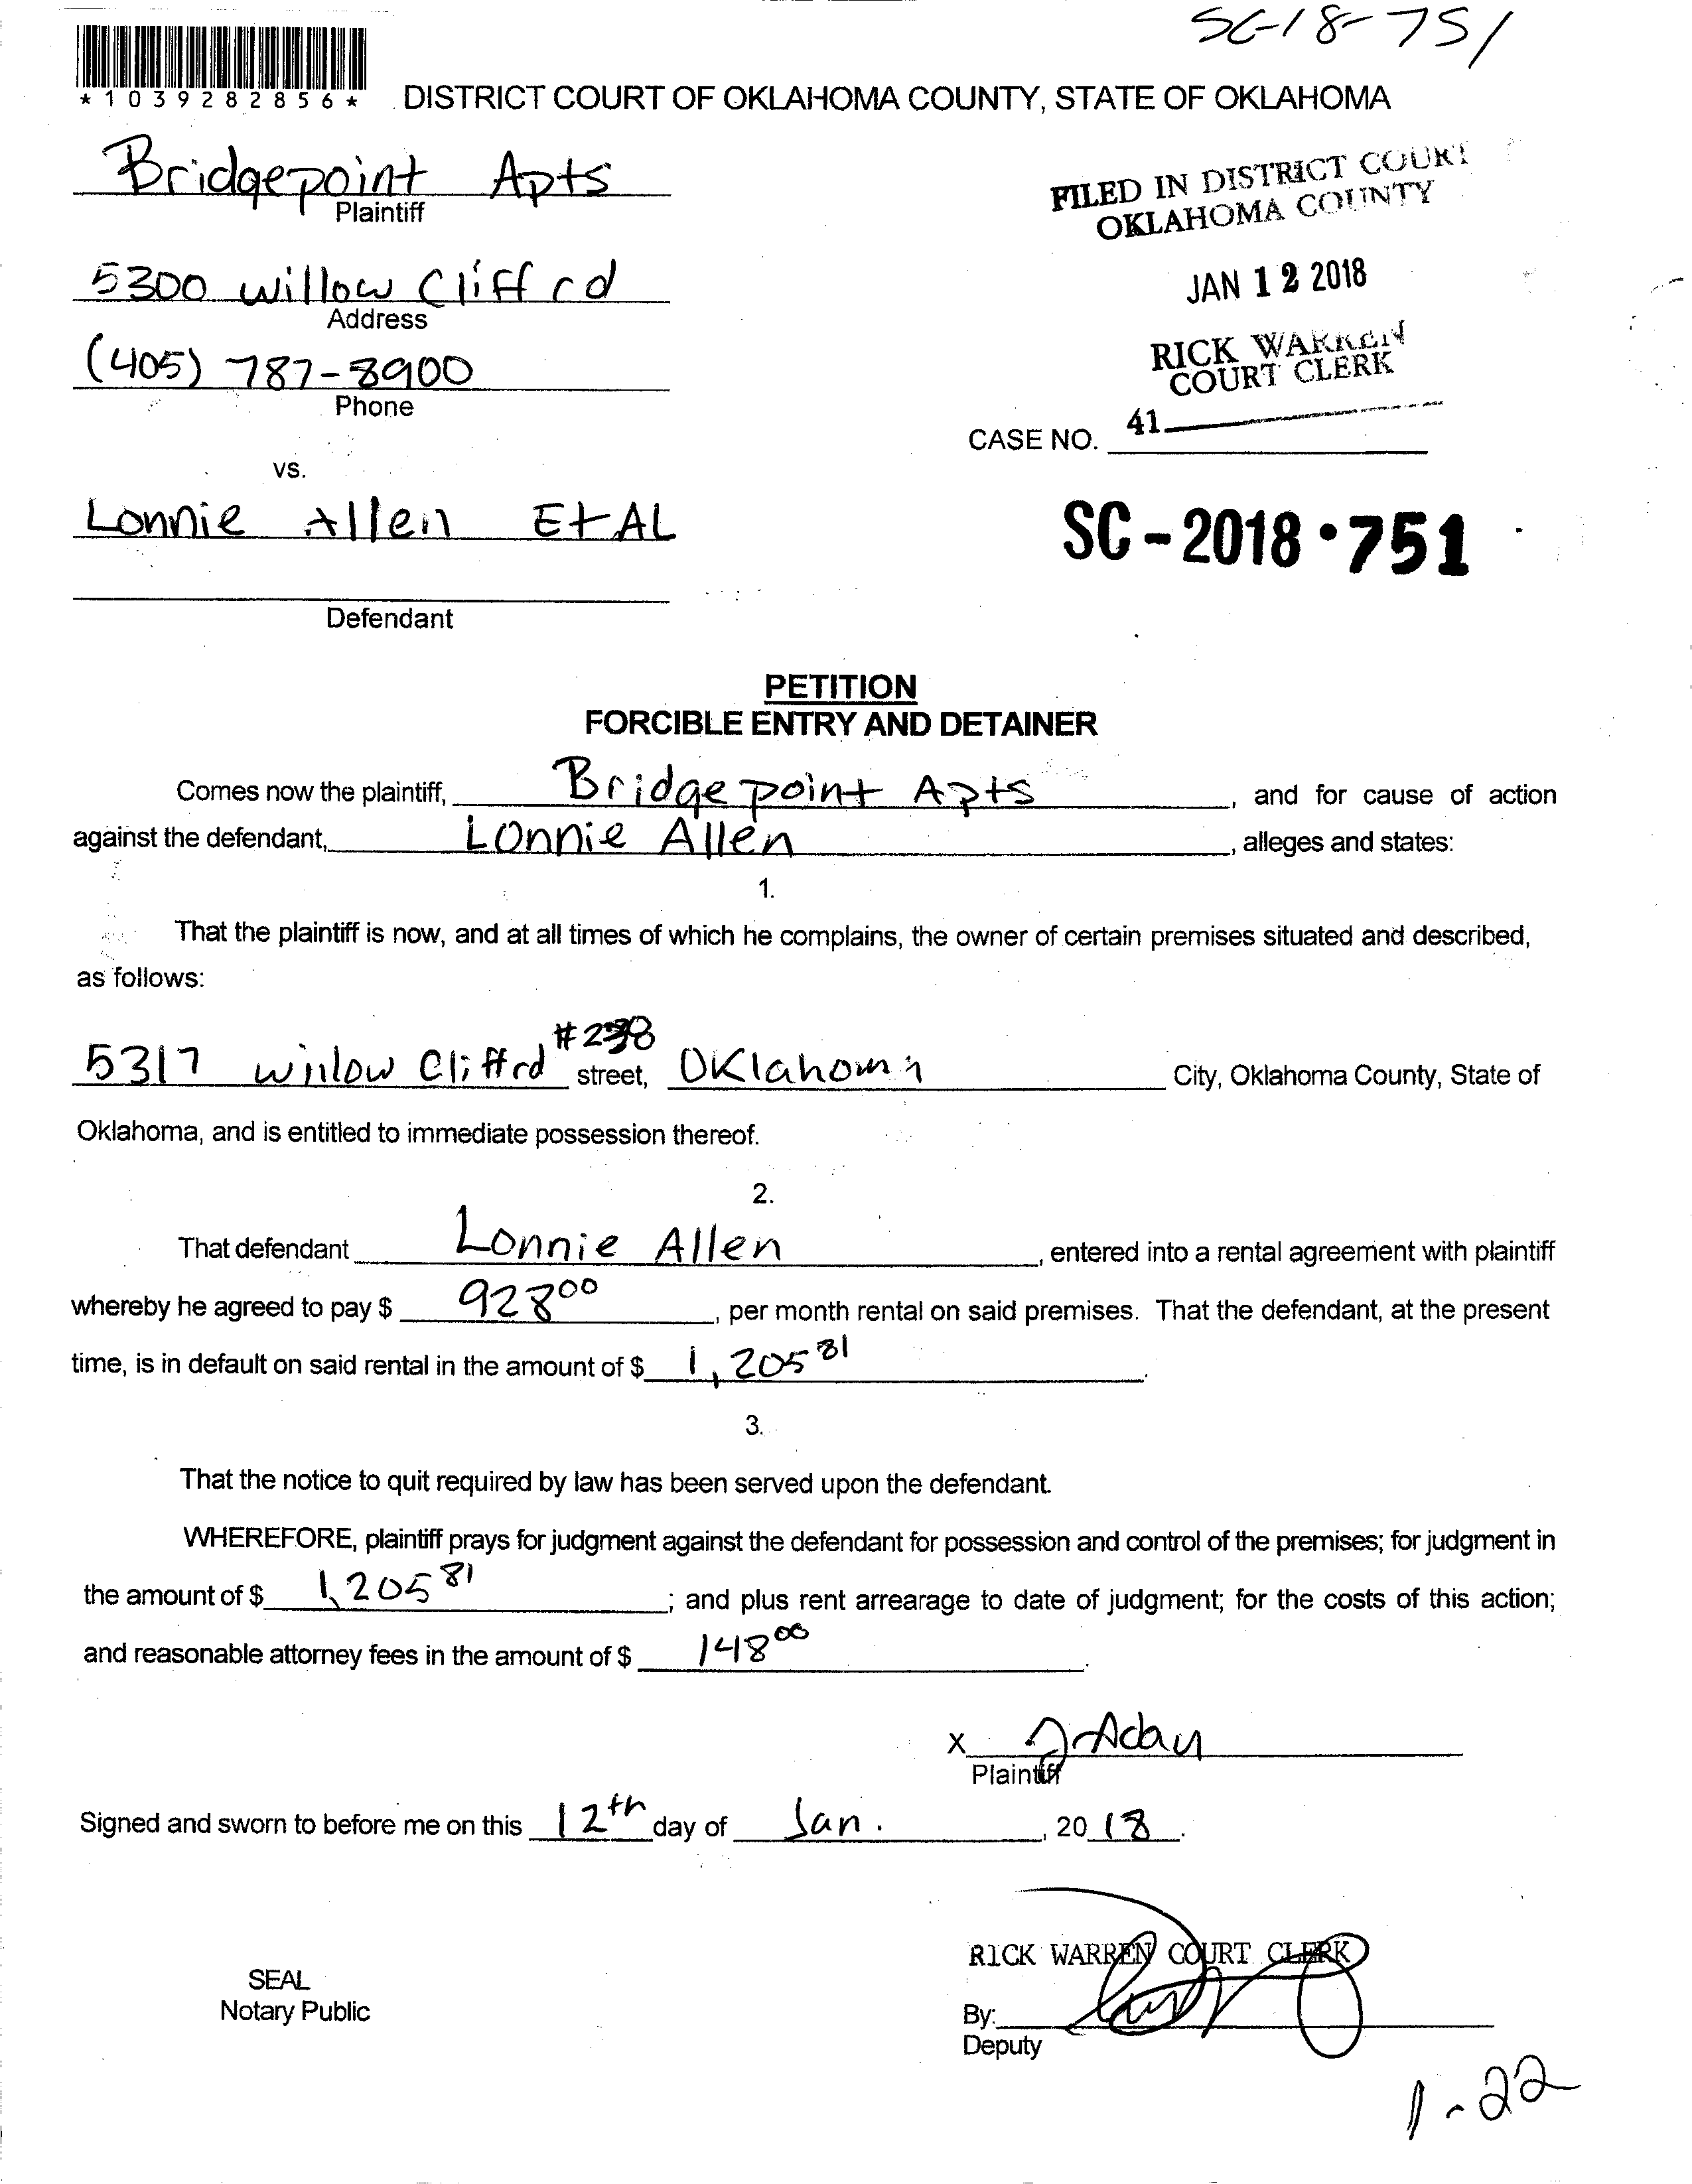 SC-18-751
*1039282856*
DISTRICT COURT OF OKLAHOMA COUNTY, STATE OF OKLAHOMA
Bridgepoint Apts
Plaintiff
FILED IN DISTRICT COURT
OKLAHOMA COUNTY
5300 Willow Cliff rd
Address
JAN 12 2018
(405) 787-8900
Phone
RICK WARREN
COURT CLERK
41
CASE NO.
vs.
Lonnie Allen Et AL
Defendant
SC-2018•751
PETITION
FORCIBLE ENTRY AND DETAINER
Comes now the plaintiff, Bridgepoint Apts, and for cause of action
against the defendant, Lonnie Allen, alleges and states:
1.
That the plaintiff is now, and at all times of which he complains, the owner of certain premises situated and described,
as follows:
5317 Willow Cliff rd #238 street, Oklahoma City, Oklahoma County, State of
Oklahoma, and is entitled to immediate possession thereof.
2.
That defendant Lonnie Allen, entered into a rental agreement with plaintiff
whereby he agreed to pay $ 928 00, per month rental on said premises. That the defendant, at the present
time, is in default on said rental in the amount of $ 1,205 81.
3.
That the notice to quit required by law has been served upon the defendant.
WHEREFORE, plaintiff prays for judgment against the defendant for possession and control of the premises; for judgment in
the amount of $ 1,205 81; and plus rent arrearage to date of judgment; for the costs of this action;
and reasonable attorney fees in the amount of $ 148 00.
X
Plaintiff
Signed and sworn to before me on this 12th day of Jan., 2018.
RICK WARREN COURT CLERK
SEAL
Notary Public
By:
Deputy
1-22